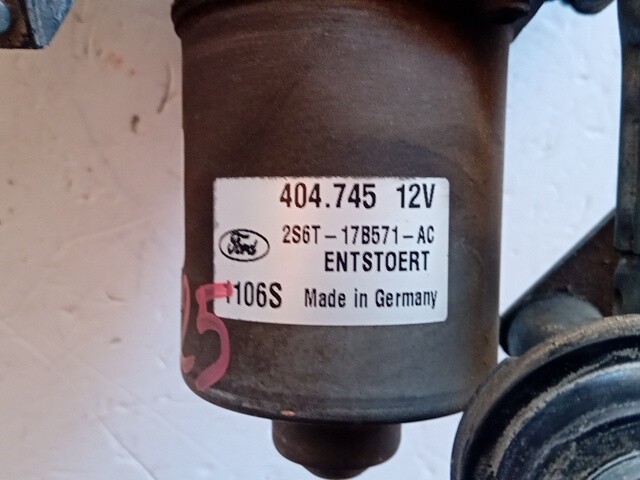 404.745 12V
Ford
2S6T-17B571-AC
ENTSTOERT
1106S Made in Germany
25